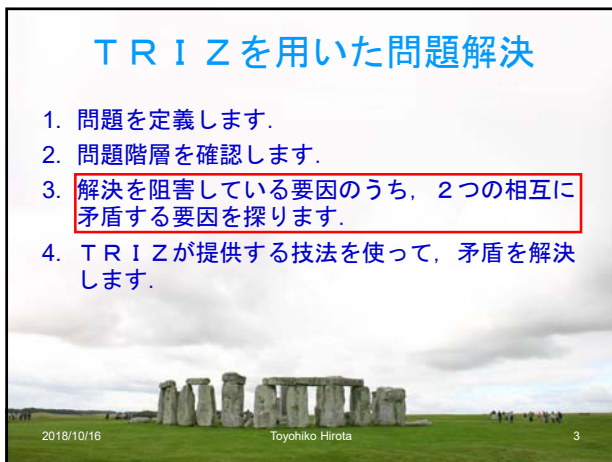 ＴＲＩＺを用いた問題解決
1. 問題を定義します.
2. 問題階層を確認します.
3. 解決を阻害している要因のうち，２つの相互に
矛盾する要因を探ります.
4. ＴＲＩＺが提供する技法を使って，矛盾を解決
します.
2018/10/16 Toyohiko Hirota 3